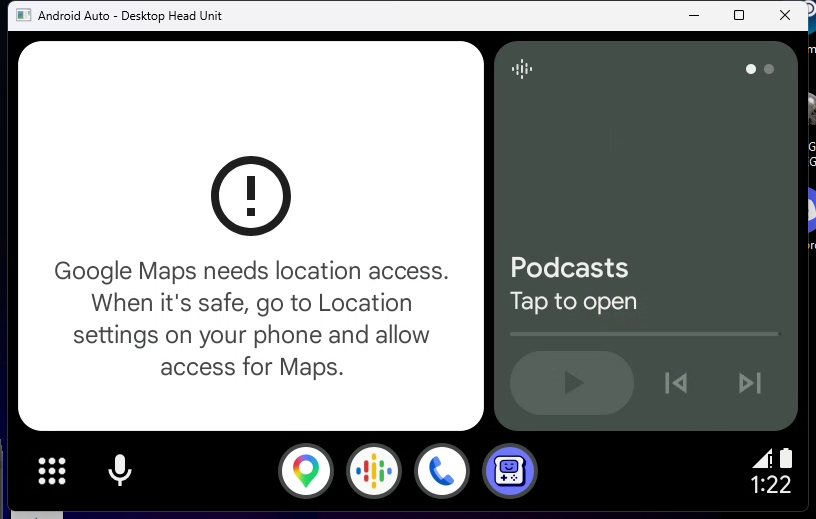 Android Auto - Desktop Head Unit
Google Maps needs location access.
When it's safe, go to Location
settings on your phone and allow
access for Maps.
Podcasts
Tap to open
1:22